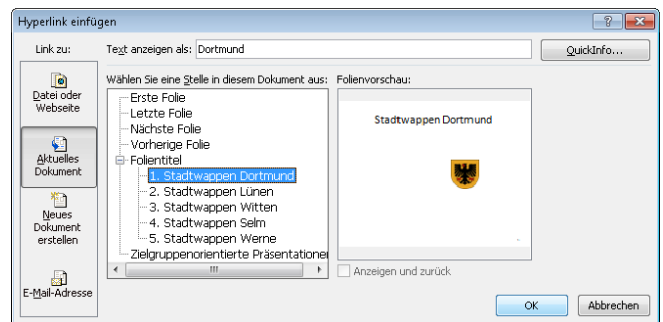 Hyperlink einfügen
Link zu:
Text anzeigen als: Dortmund
QuickInfo...
Datei oder
Webseite
Aktuelles
Dokument
Neues
Dokument
erstellen
E-Mail-Adresse
Wählen Sie eine Stelle in diesem Dokument aus:
Erste Folie
Letzte Folie
Nächste Folie
Vorherige Folie
Folientitel
1. Stadtwappen Dortmund
2. Stadtwappen Lünen
3. Stadtwappen Witten
4. Stadtwappen Selm
5. Stadtwappen Werne
Zielgruppenorientierte Präsentationen
Folienvorschau:
Stadtwappen Dortmund
Anzeigen und zurück
OK
Abbrechen